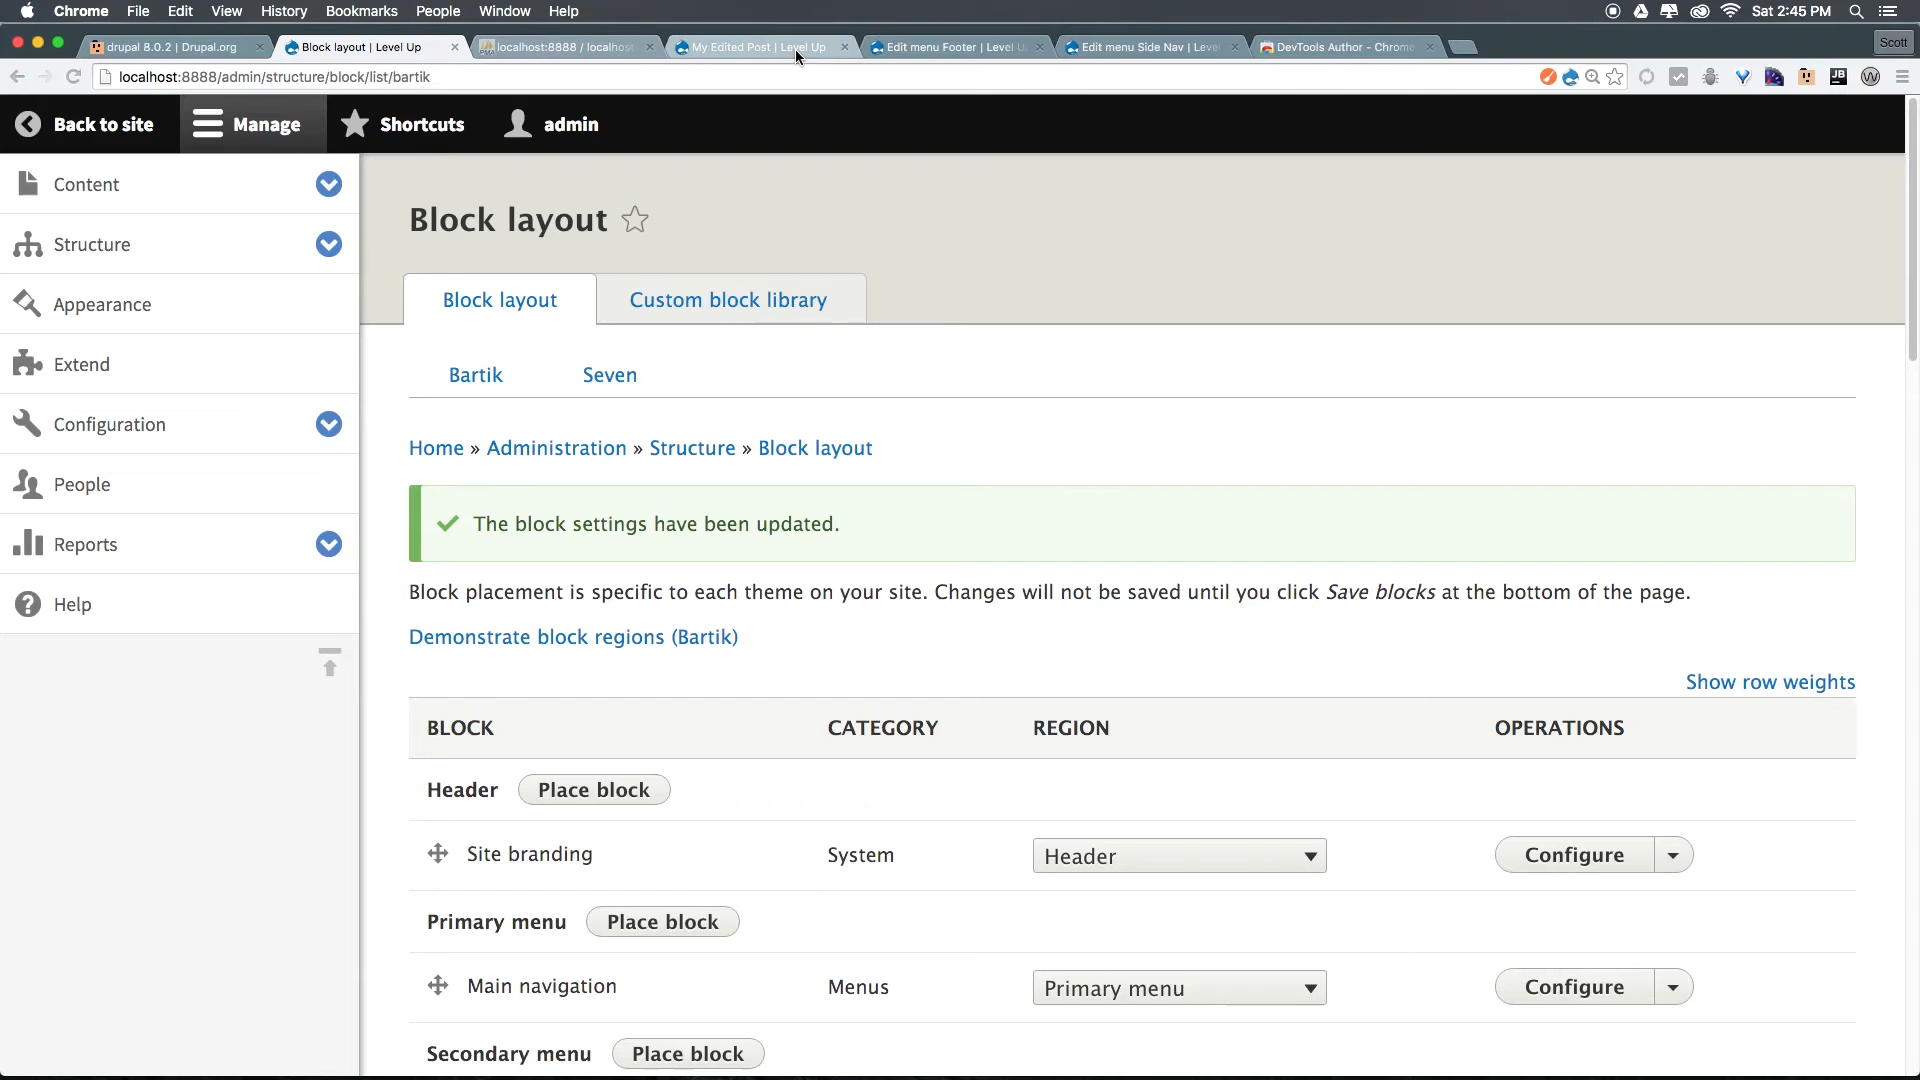 Chrome File Edit View History Bookmarks People Window Help Sat 2:45 PM
drupal 8.0.2 | Drupal.org Block layout | Level Up localhost:8888 / localhost My Edited Post | Level Up Edit menu Footer | Level U Edit menu Side Nav | Leve DevTools Author - Chrome Scott
localhost:8888/admin/structure/block/list/bartik JB W
Back to site Manage Shortcuts admin
Content
Structure
Appearance
Extend
Configuration
People
Reports
Help
Block layout
Block layout Custom block library
Bartik Seven
Home » Administration » Structure » Block layout
The block settings have been updated.
Block placement is specific to each theme on your site. Changes will not be saved until you click Save blocks at the bottom of the page.
Demonstrate block regions (Bartik)
Show row weights
BLOCK CATEGORY REGION OPERATIONS
Header Place block
Site branding System Header Configure
Primary menu Place block
Main navigation Menus Primary menu Configure
Secondary menu Place block